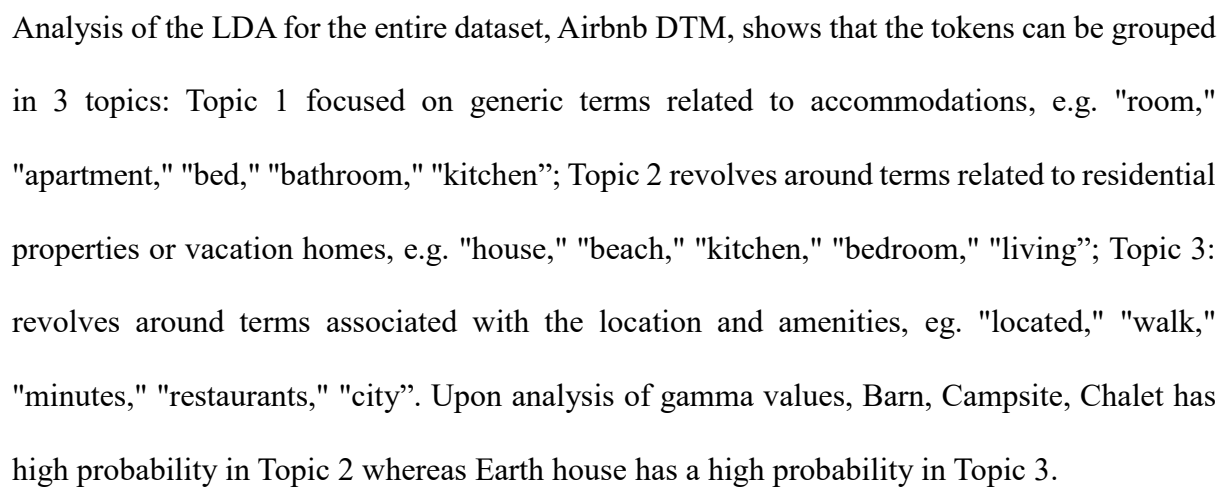 Analysis of the LDA for the entire dataset, Airbnb DTM, shows that the tokens can be grouped
in 3 topics: Topic 1 focused on generic terms related to accommodations, e.g. "room,"
"apartment," "bed," "bathroom," "kitchen”; Topic 2 revolves around terms related to residential
properties or vacation homes, e.g. "house," "beach," "kitchen," "bedroom," "living”; Topic 3:
revolves around terms associated with the location and amenities, eg. "located," "walk,"
"minutes," "restaurants," "city”. Upon analysis of gamma values, Barn, Campsite, Chalet has
high probability in Topic 2 whereas Earth house has a high probability in Topic 3.